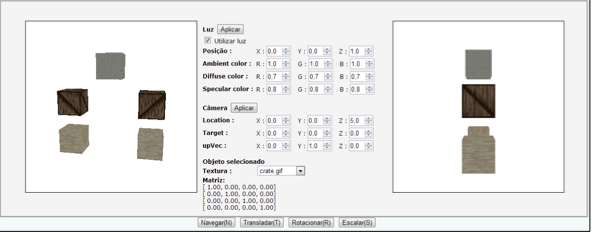 Luz Aplicar
Utilizar luz
Posição : X : 0.0 Y : 0.0 Z : 1.0
Ambient color : R : 1.0 G : 1.0 B : 1.0
Diffuse color : R : 0.7 G : 0.7 B : 0.7
Specular color : R : 0.8 G : 0.8 B : 0.8
Câmera Aplicar
Location : X : 0.0 Y : 0.0 Z : 5.0
Target : X : 0.0 Y : 0.0 Z : 0.0
upVec : X : 0.0 Y : 1.0 Z : 0.0
Objeto selecionado
Textura : crate.gif
Matriz:
[ 1.00, 0.00, 0.00, 0.00]
[ 0.00, 1.00, 0.00, 0.00]
[ 0.00, 0.00, 1.00, 0.00]
[ 0.00, 0.00, 0.00, 1.00]
Navegar(N) Transladar(T) Rotacionar(R) Escalar(S)